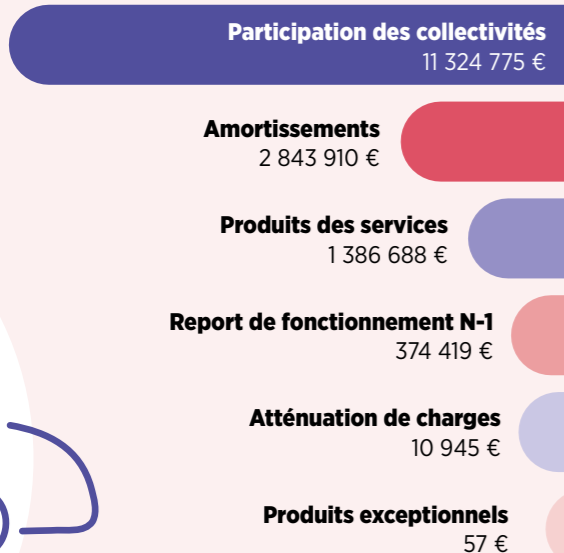 Participation des collectivités
11 324 775 €
Amortissements
2 843 910 €
Produits des services
1 386 688 €
Report de fonctionnement N-1
374 419 €
Atténuation de charges
10 945 €
Produits exceptionnels
57 €